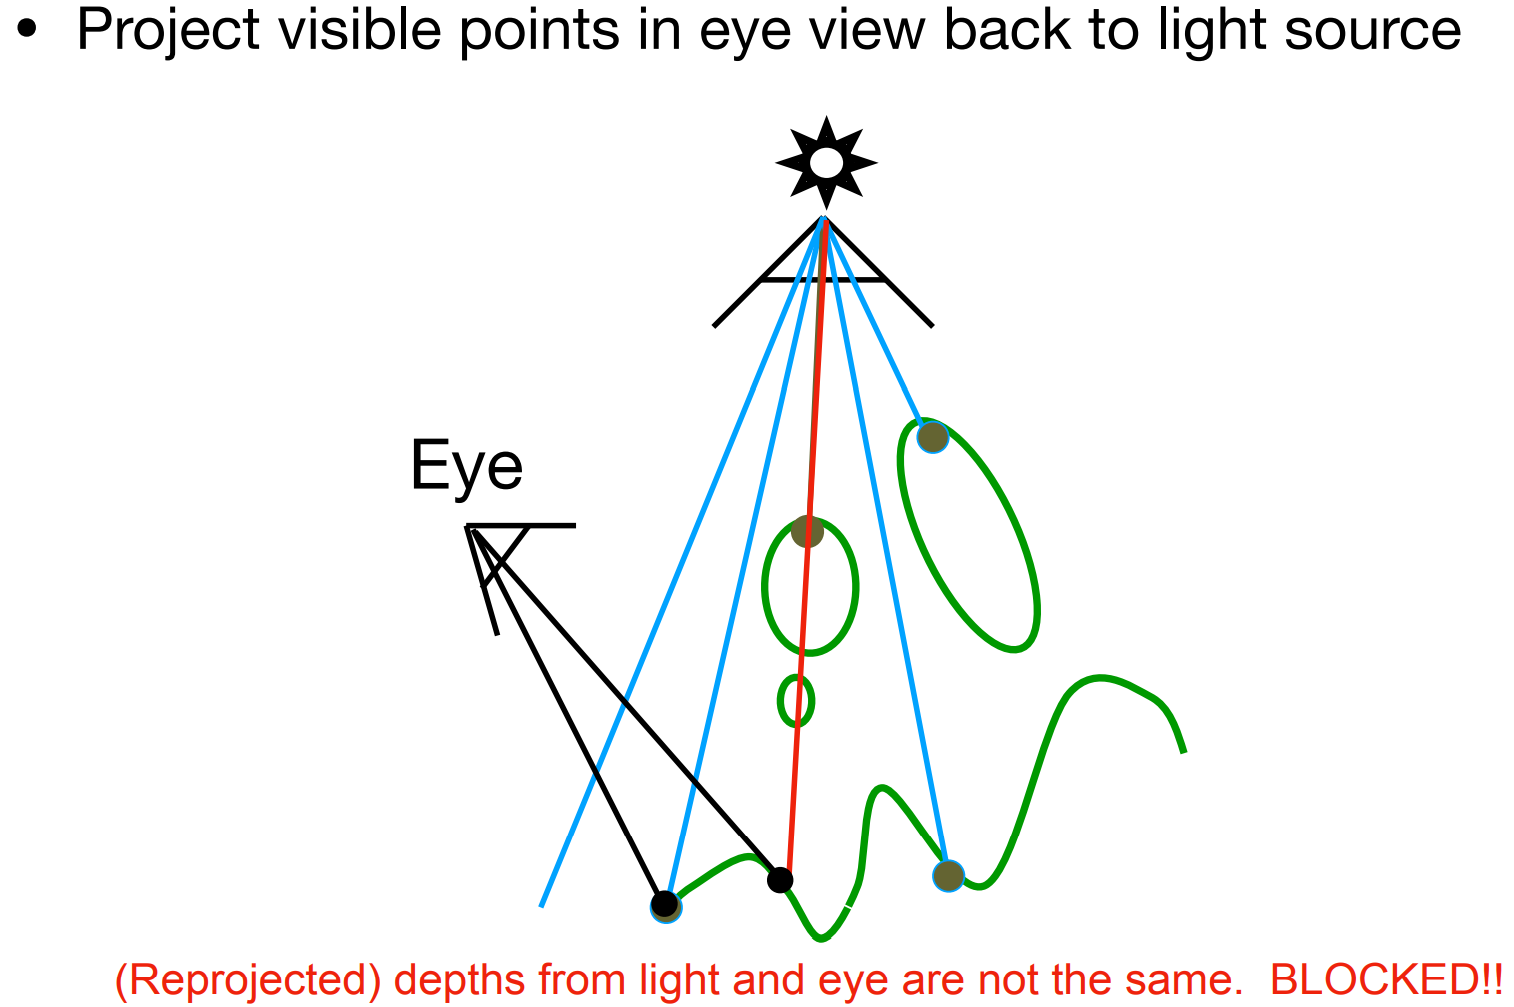 • Project visible points in eye view back to light source
Eye
(Reprojected) depths from light and eye are not the same. BLOCKED!!